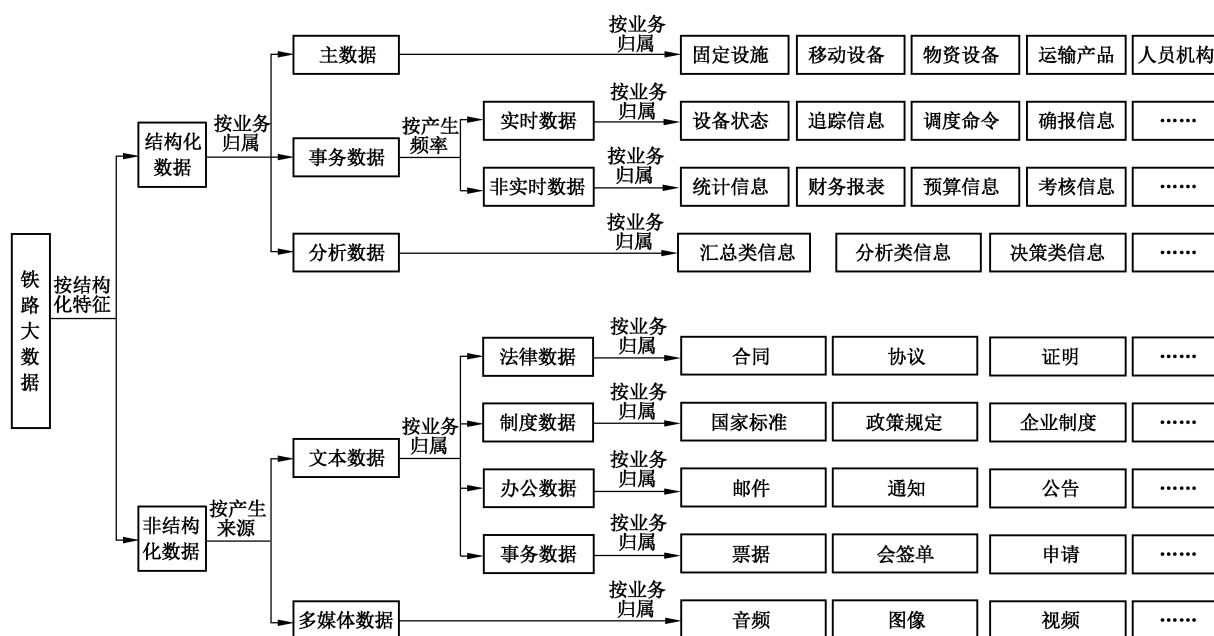 铁路大数据
按结构
化特征
结构化
数据
按业务
归属
主数据
按业务
归属
固定设施
移动设备
物资设备
运输产品
人员机构
事务数据
按产生
频率
实时数据
按业务
归属
设备状态
追踪信息
调度命令
确报信息
……
非实时数据
按业务
归属
统计信息
财务报表
预算信息
考核信息
……
分析数据
按业务
归属
汇总类信息
分析类信息
决策类信息
……
非结构
化数据
按产生
来源
文本数据
按业务
归属
法律数据
按业务
归属
合同
协议
证明
……
制度数据
按业务
归属
国家标准
政策规定
企业制度
……
办公数据
按业务
归属
邮件
通知
公告
……
事务数据
按业务
归属
票据
会签单
申请
……
多媒体数据
按业务
归属
音频
图像
视频
……